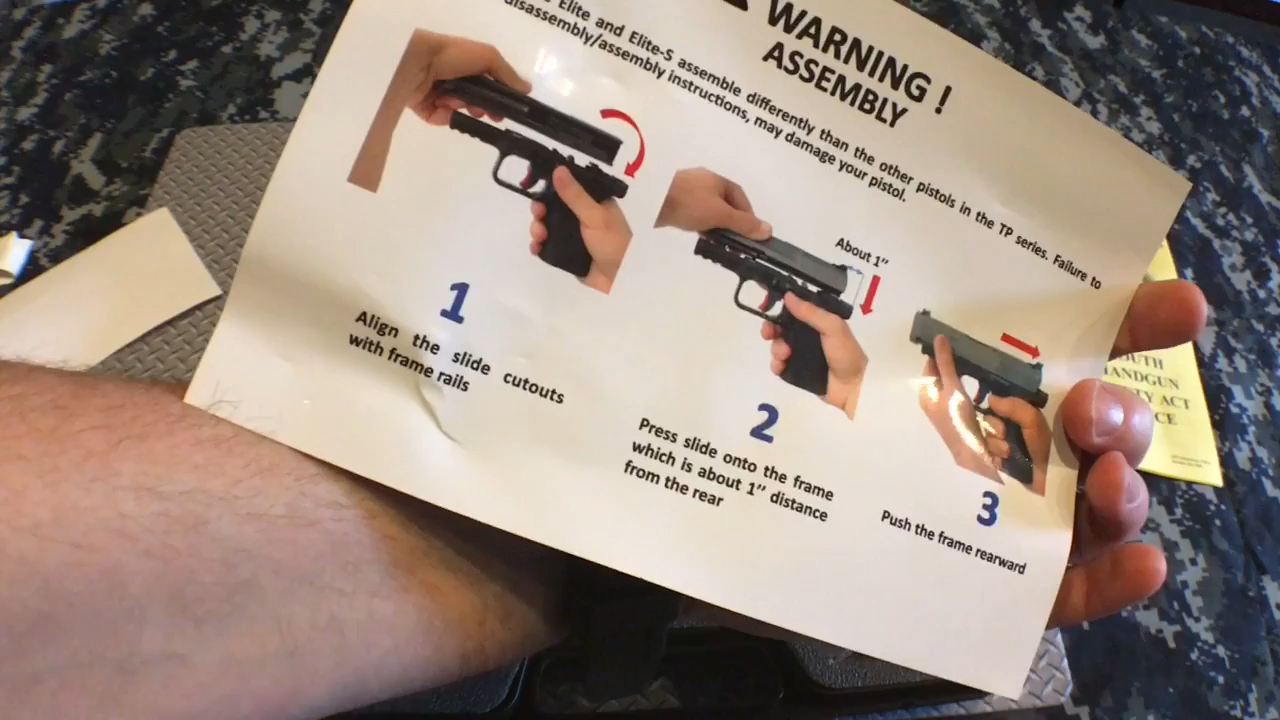 WARNING !
ASSEMBLY
Elite and Elite-S assemble differently than the other pistols in the TP series. Failure to
disassembly/assembly instructions, may damage your pistol.
About 1”
1
Align the slide cutouts
with frame rails
2
Press slide onto the frame
which is about 1” distance
from the rear
3
Push the frame rearward
ACT